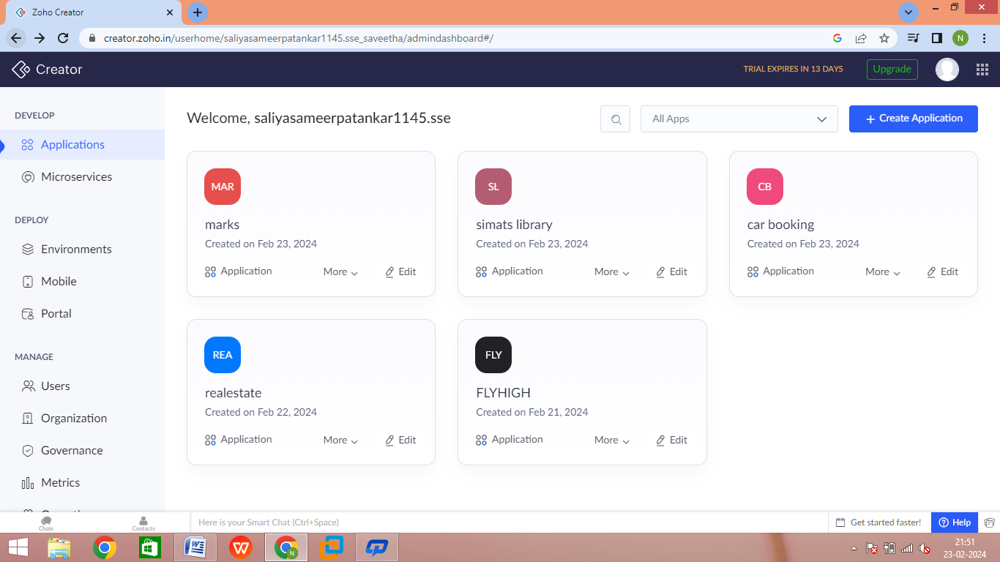 Zoho Creator
creator.zoho.in/userhome/saliyasameerpatankar1145.sse_saveetha/admindashboard#/
N
Creator
TRIAL EXPIRES IN 13 DAYS
Upgrade
DEVELOP
Applications
Microservices
DEPLOY
Environments
Mobile
Portal
MANAGE
Users
Organization
Governance
Metrics
Welcome, saliyasameerpatankar1145.sse
All Apps
+ Create Application
MAR
marks
Created on Feb 23, 2024
Application More Edit
SL
simats library
Created on Feb 23, 2024
Application More Edit
CB
car booking
Created on Feb 23, 2024
Application More Edit
REA
realestate
Created on Feb 22, 2024
Application More Edit
FLY
FLYHIGH
Created on Feb 21, 2024
Application More Edit
Chats
Contacts
Here is your Smart Chat (Ctrl+Space)
Get started faster!
Help
N
21:51
23-02-2024